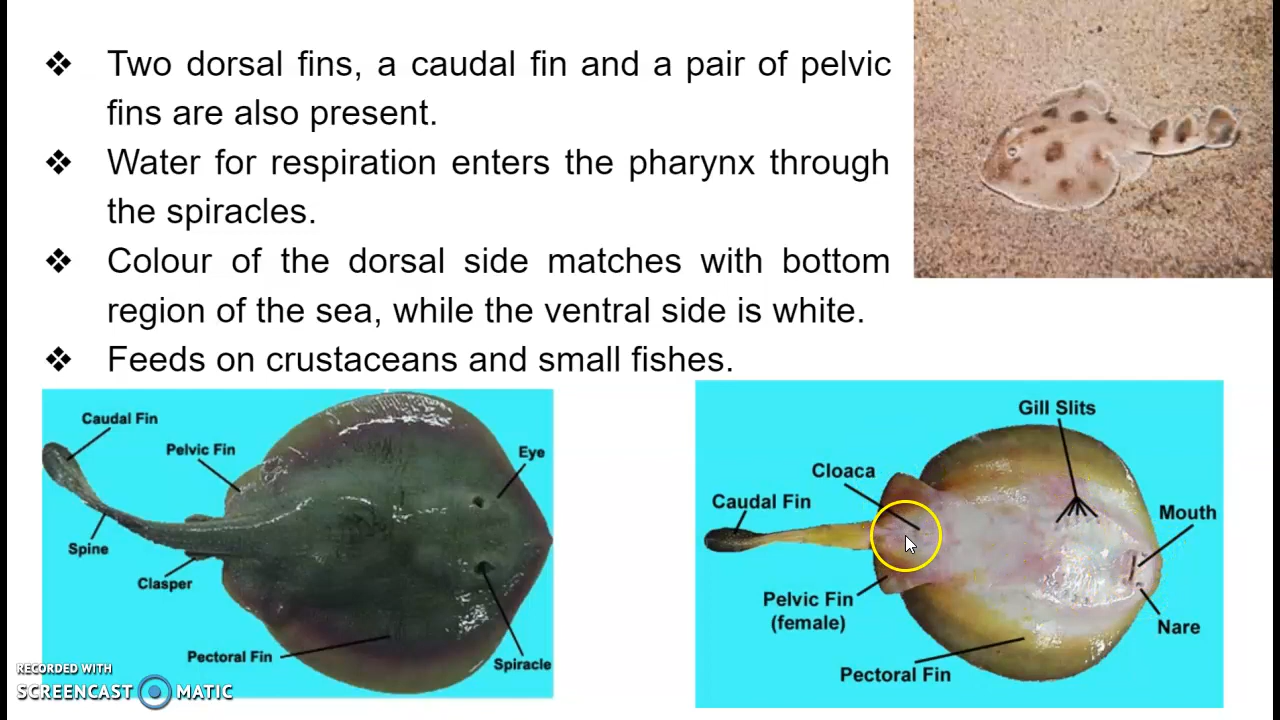 ❖ Two dorsal fins, a caudal fin and a pair of pelvic
fins are also present.
❖ Water for respiration enters the pharynx through
the spiracles.
❖ Colour of the dorsal side matches with bottom
region of the sea, while the ventral side is white.
❖ Feeds on crustaceans and small fishes.
Caudal Fin
Pelvic Fin
Eye
Spine
Clasper
Pectoral Fin
Spiracle
Gill Slits
Cloaca
Caudal Fin
Mouth
Pelvic Fin
(female)
Nare
Pectoral Fin
RECORDED WITH
SCREENCAST MATIC